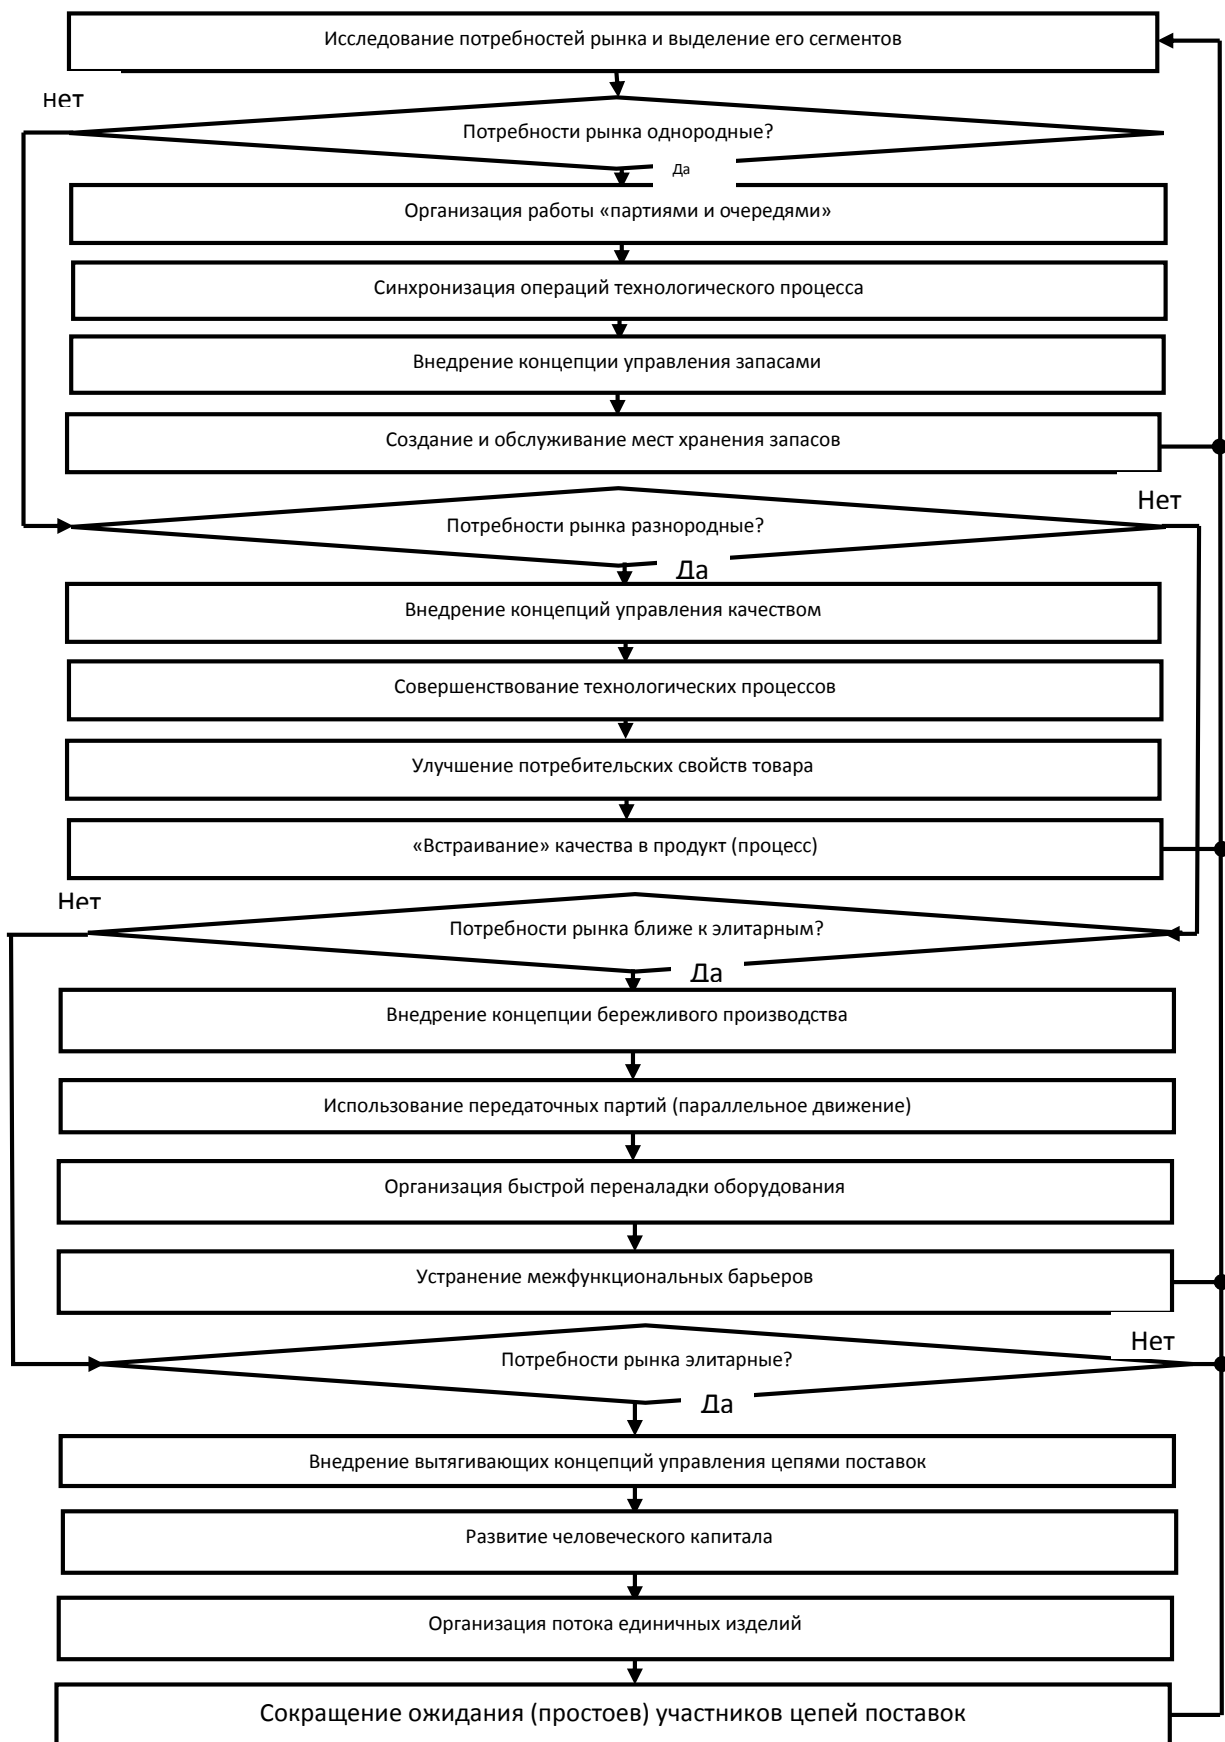 Исследование потребностей рынка и выделение его сегментов
нет
Потребности рынка однородные?
Да
Организация работы «партиями и очередями»
Синхронизация операций технологического процесса
Внедрение концепции управления запасами
Создание и обслуживание мест хранения запасов
Нет
Потребности рынка разнородные?
Да
Внедрение концепций управления качеством
Совершенствование технологических процессов
Улучшение потребительских свойств товара
«Встраивание» качества в продукт (процесс)
Нет
Потребности рынка ближе к элитарным?
Да
Внедрение концепции бережливого производства
Использование передаточных партий (параллельное движение)
Организация быстрой переналадки оборудования
Устранение межфункциональных барьеров
Нет
Потребности рынка элитарные?
Да
Внедрение вытягивающих концепций управления цепями поставок
Развитие человеческого капитала
Организация потока единичных изделий
Сокращение ожидания (простоев) участников цепей поставок